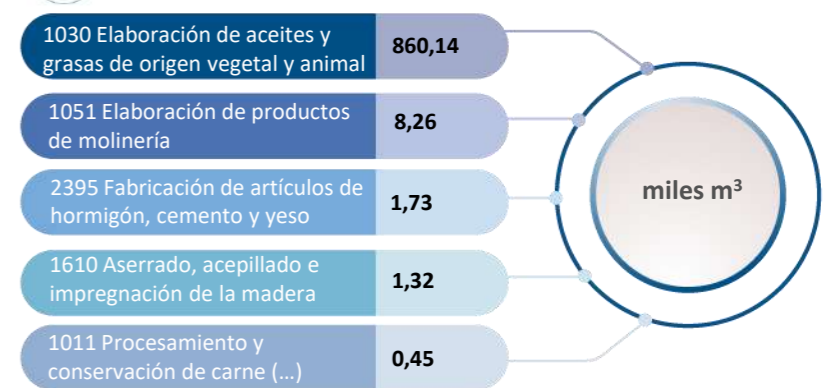 1030 Elaboración de aceites y
grasas de origen vegetal y animal
860,14
1051 Elaboración de productos
de molinería
8,26
2395 Fabricación de artículos de
hormigón, cemento y yeso
1,73
1610 Aserrado, acepillado e
impregnación de la madera
1,32
1011 Procesamiento y
conservación de carne (...)
0,45
miles m³